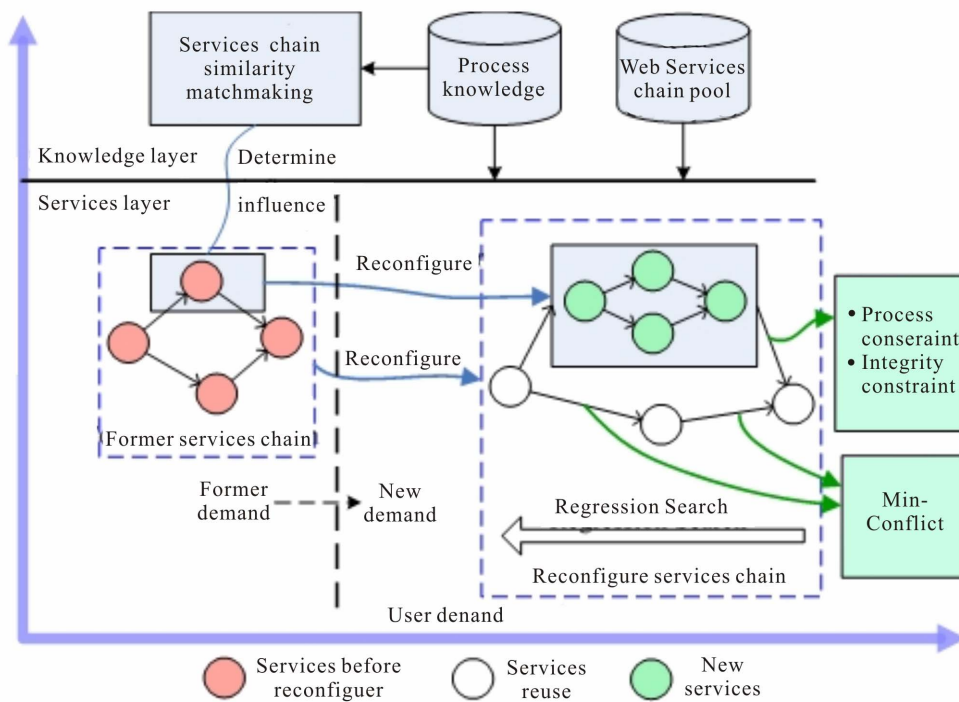 Services chain
similarity
matchmaking
Process
knowledge
Web Services
chain pool
Knowledge layer
Determine
Services layer
influence
Reconfigure
Reconfigure
Former services chain
• Process
conseraint
• Integrity
constraint
Former
demand
New
demand
Regression Search
Reconfigure services chain
Min-
Conflict
User denand
Services before
reconfiguer
Services
reuse
New
services